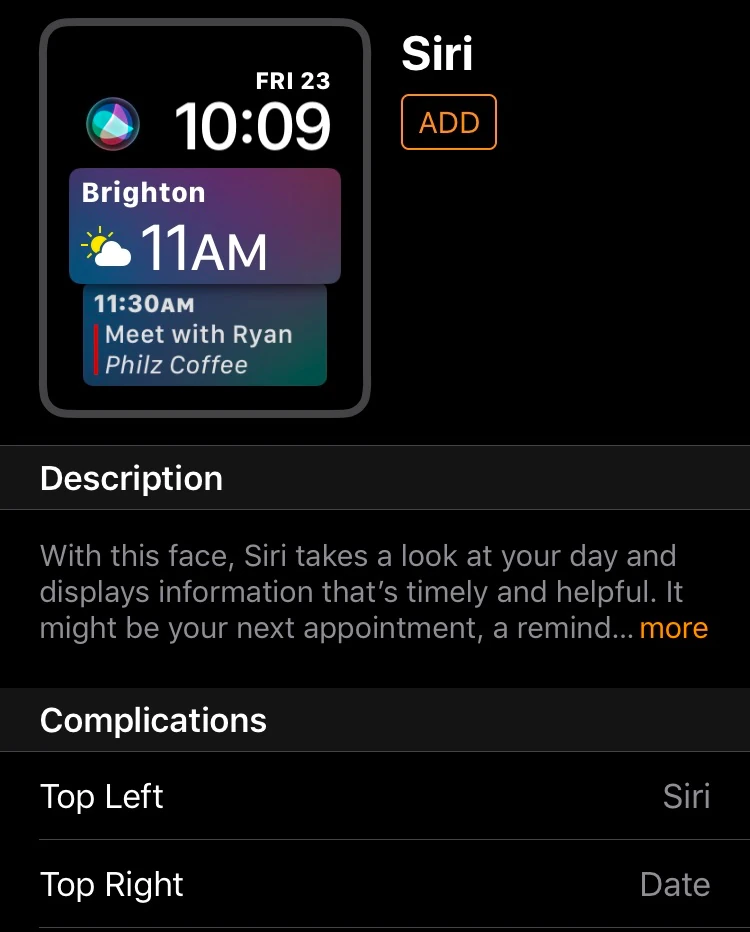 FRI 23
10:09
Brighton
11AM
11:30AM
Meet with Ryan
Philz Coffee
Siri
ADD
Description
With this face, Siri takes a look at your day and
displays information that’s timely and helpful. It
might be your next appointment, a remind... more
Complications
Top Left Siri
Top Right Date